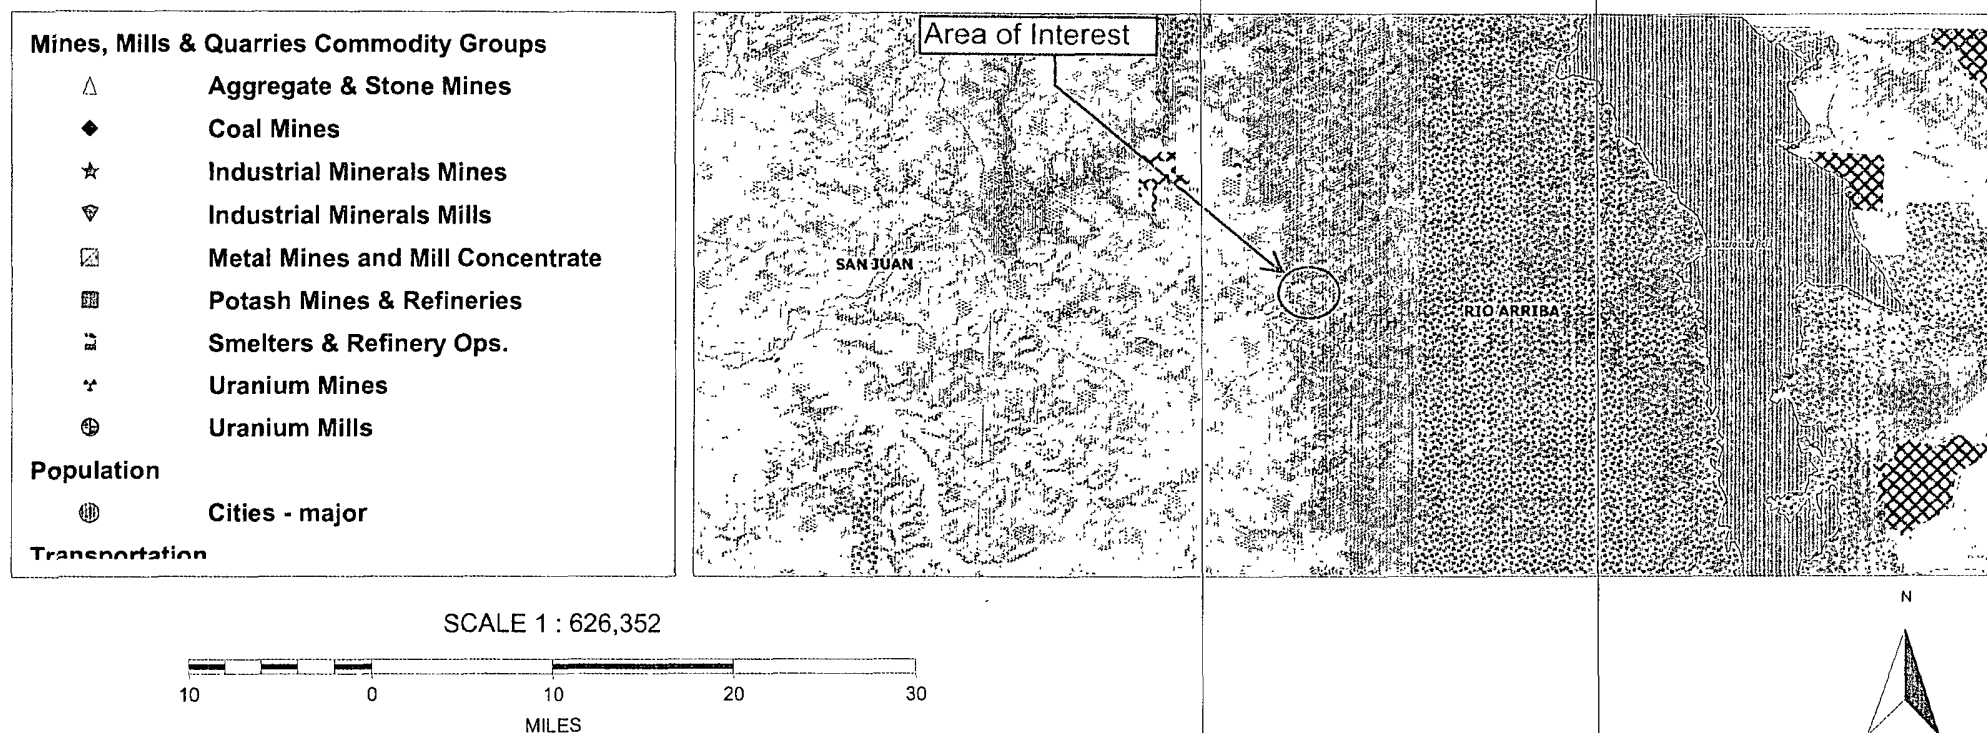 Mines, Mills & Quarries Commodity Groups
Aggregate & Stone Mines
Coal Mines
Industrial Minerals Mines
Industrial Minerals Mills
Metal Mines and Mill Concentrate
Potash Mines & Refineries
Smelters & Refinery Ops.
Uranium Mines
Uranium Mills
Population
Cities - major
Transportation
Area of Interest
SAN JUAN
RIO ARRIBA
SCALE 1 : 626,352
10 0 10 20 30
MILES
N